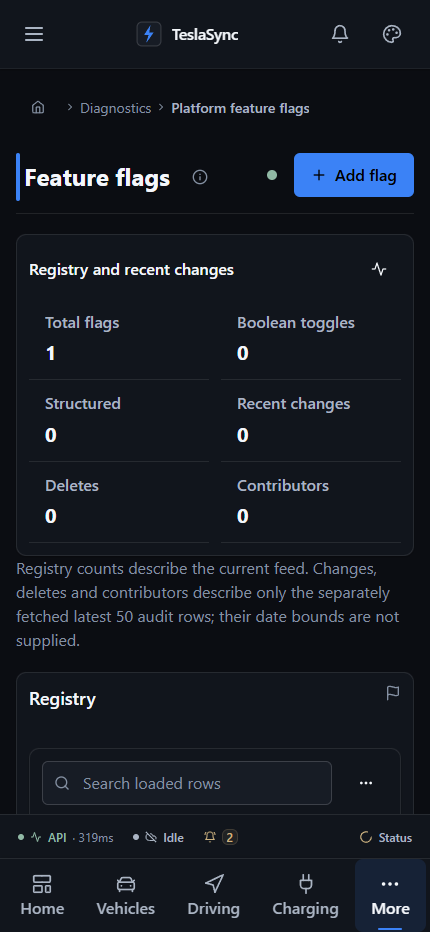 TeslaSync
Diagnostics
Platform feature flags
Feature flags
Add flag
Registry and recent changes
Total flags
1
Boolean toggles
0
Structured
0
Recent changes
0
Deletes
0
Contributors
0
Registry counts describe the current feed. Changes,
deletes and contributors describe only the separately
fetched latest 50 audit rows; their date bounds are not
supplied.
Registry
Search loaded rows
API · 319ms
Idle
2
Status
Home
Vehicles
Driving
Charging
More